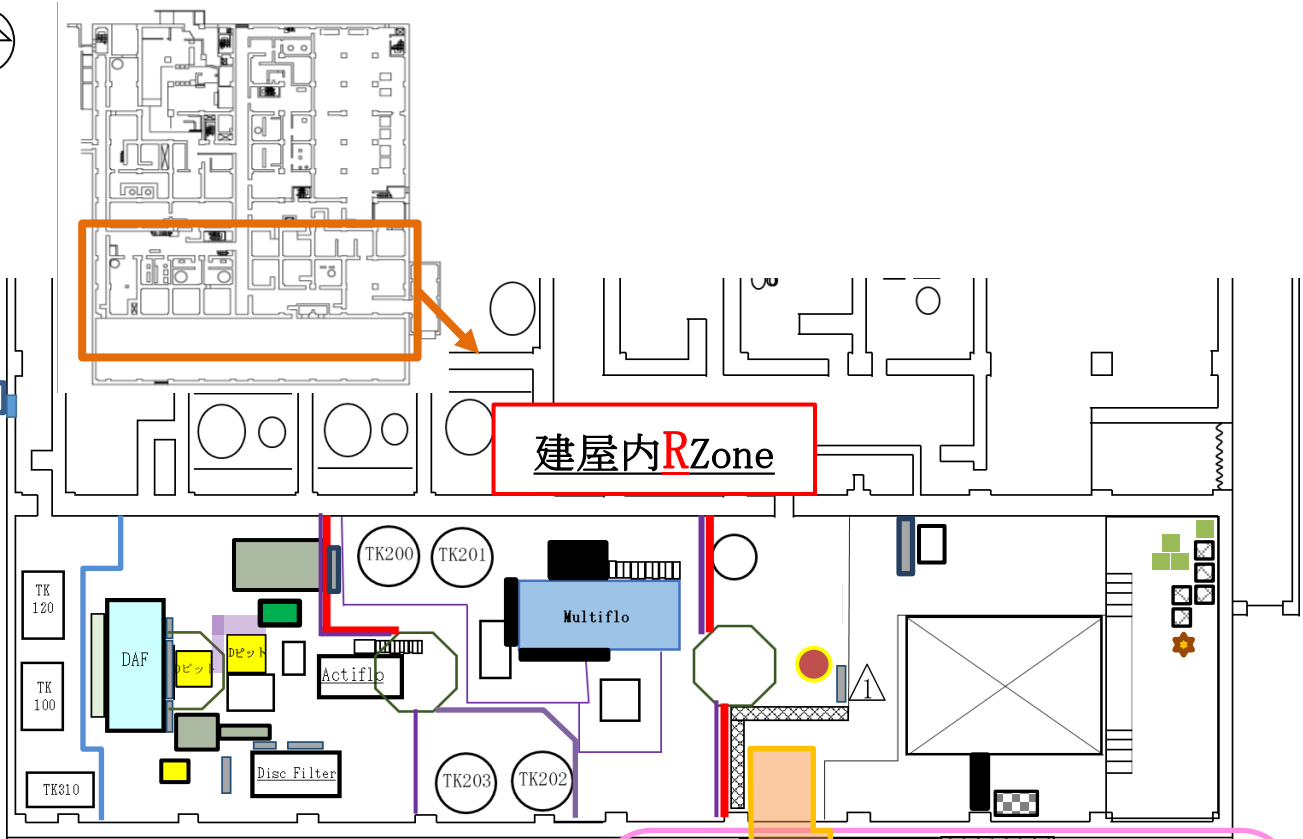 建屋内RZone
TK200
TK201
TK
120
Multiflo
DAF
Dピット
Dピット
Actiflo
TK
100
1
Disc Filter
TK310
TK203
TK202